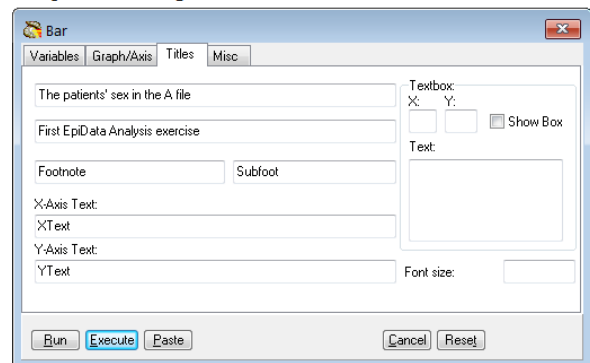 Bar
Variables Graph/Axis Titles Misc
The patients' sex in the A file
First EpiData Analysis exercise
Footnote Subfoot
X-Axis Text:
XText
Y-Axis Text:
YText
Textbox:
X: Y:
Show Box
Text:
Font size:
Run Execute Paste Cancel Reset